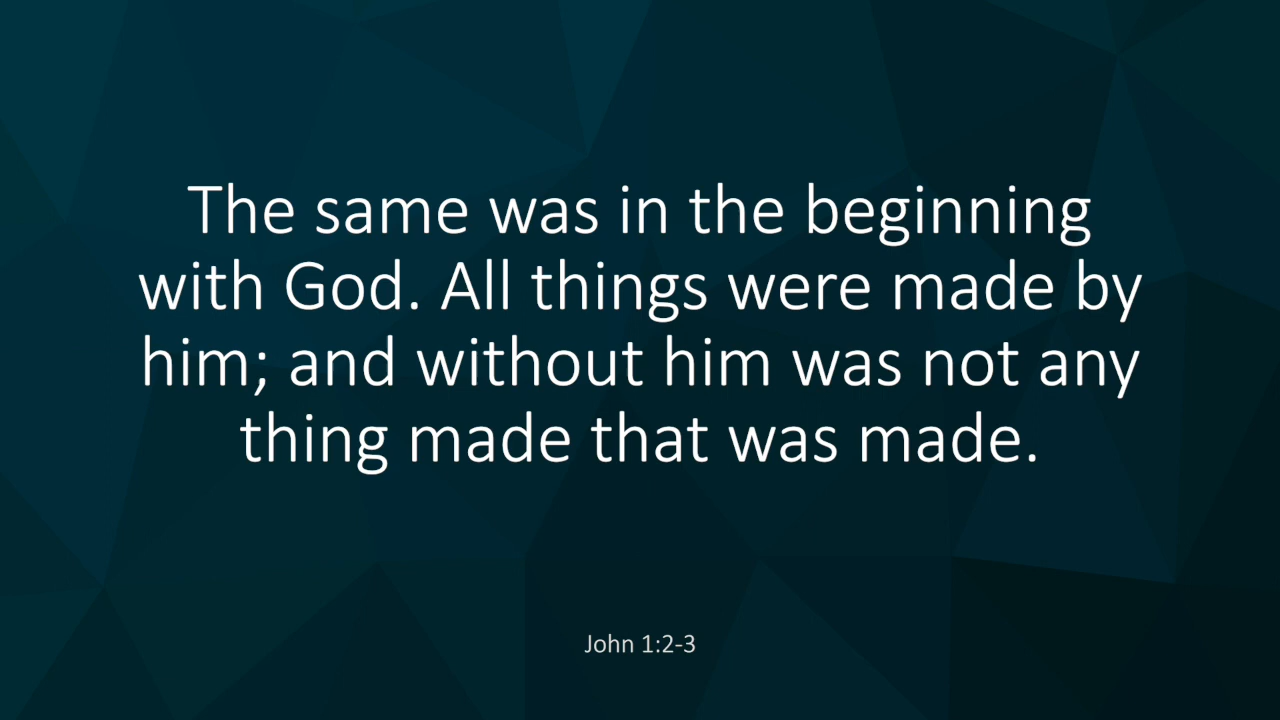 The same was in the beginning
with God. All things were made by
him; and without him was not any
thing made that was made.
John 1:2-3